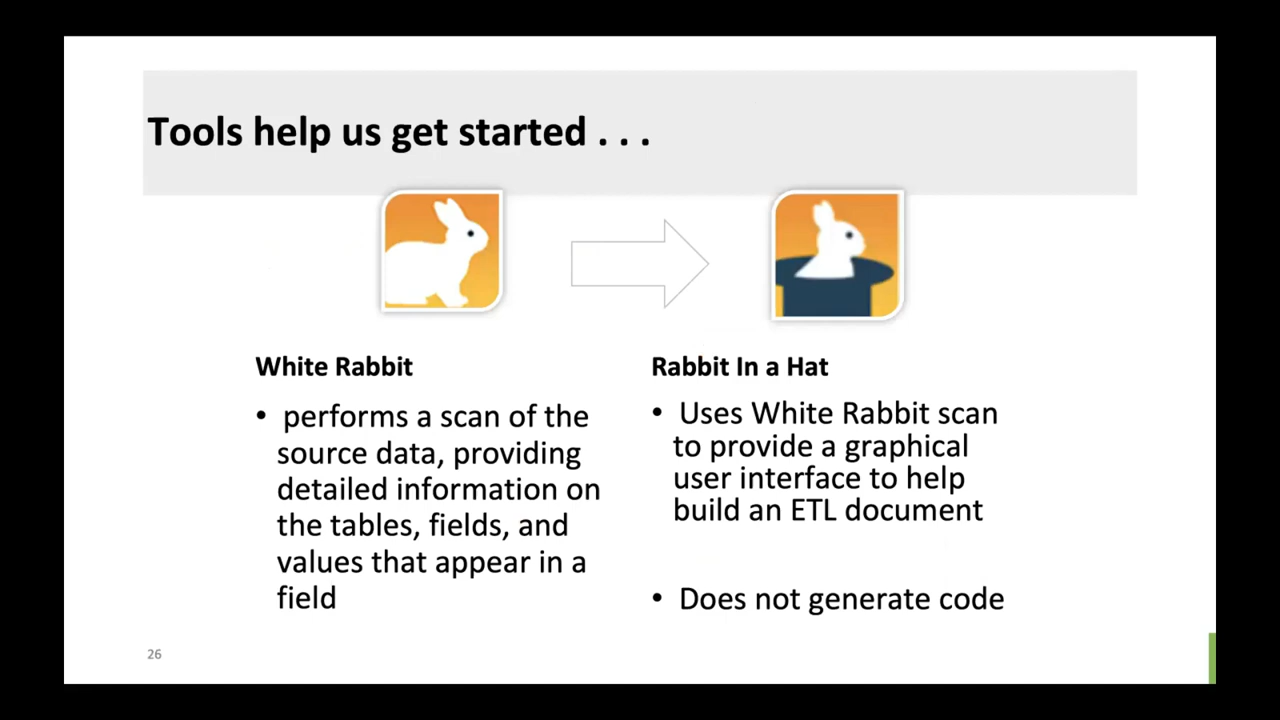 Tools help us get started . . .
White Rabbit
• performs a scan of the
source data, providing
detailed information on
the tables, fields, and
values that appear in a
field
Rabbit In a Hat
• Uses White Rabbit scan
to provide a graphical
user interface to help
build an ETL document
• Does not generate code
26